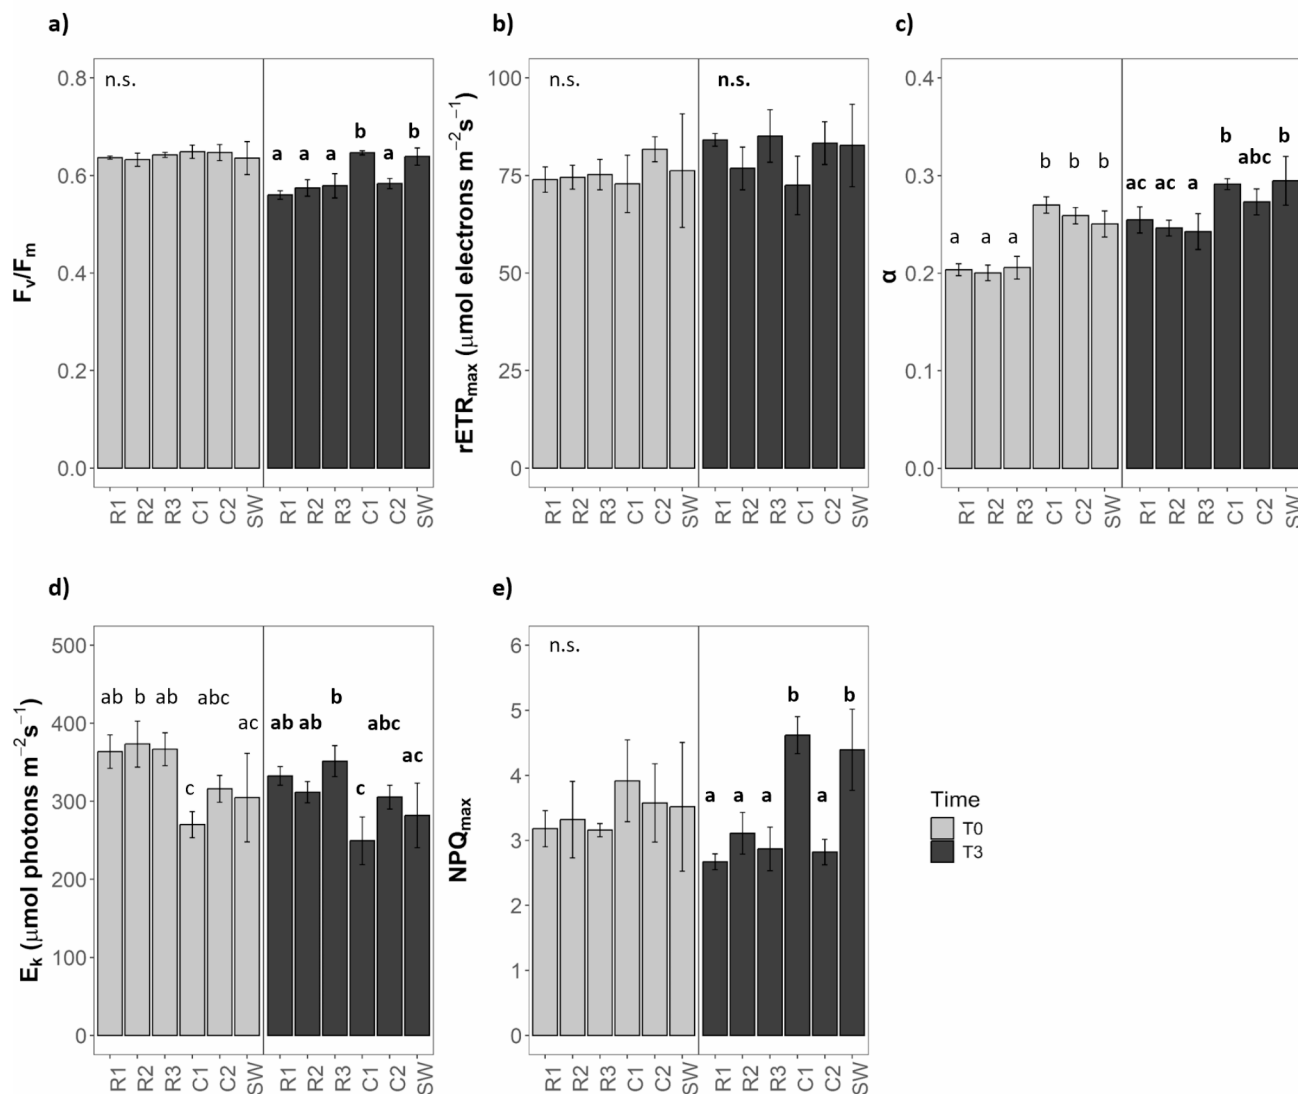 a)
n.s.
0.8
0.6
0.4
0.2
0.0
Fv/Fm
a a a b a b
R1 R2 R3 C1 C2 SW R1 R2 R3 C1 C2 SW
b)
n.s. n.s.
100
75
50
25
0
rETRmax (μmol electrons m−2s−1)
R1 R2 R3 C1 C2 SW R1 R2 R3 C1 C2 SW
c)
0.4
0.3
0.2
0.1
0.0
α
a a a b b b ac ac a b abc b
R1 R2 R3 C1 C2 SW R1 R2 R3 C1 C2 SW
d)
500
400
300
200
100
0
Ek (μmol photons m−2s−1)
ab b ab c abc ac ab ab b c abc ac
R1 R2 R3 C1 C2 SW R1 R2 R3 C1 C2 SW
e)
n.s.
6
5
4
3
2
1
0
NPQmax
a a a b a b
R1 R2 R3 C1 C2 SW R1 R2 R3 C1 C2 SW
Time
T0
T3